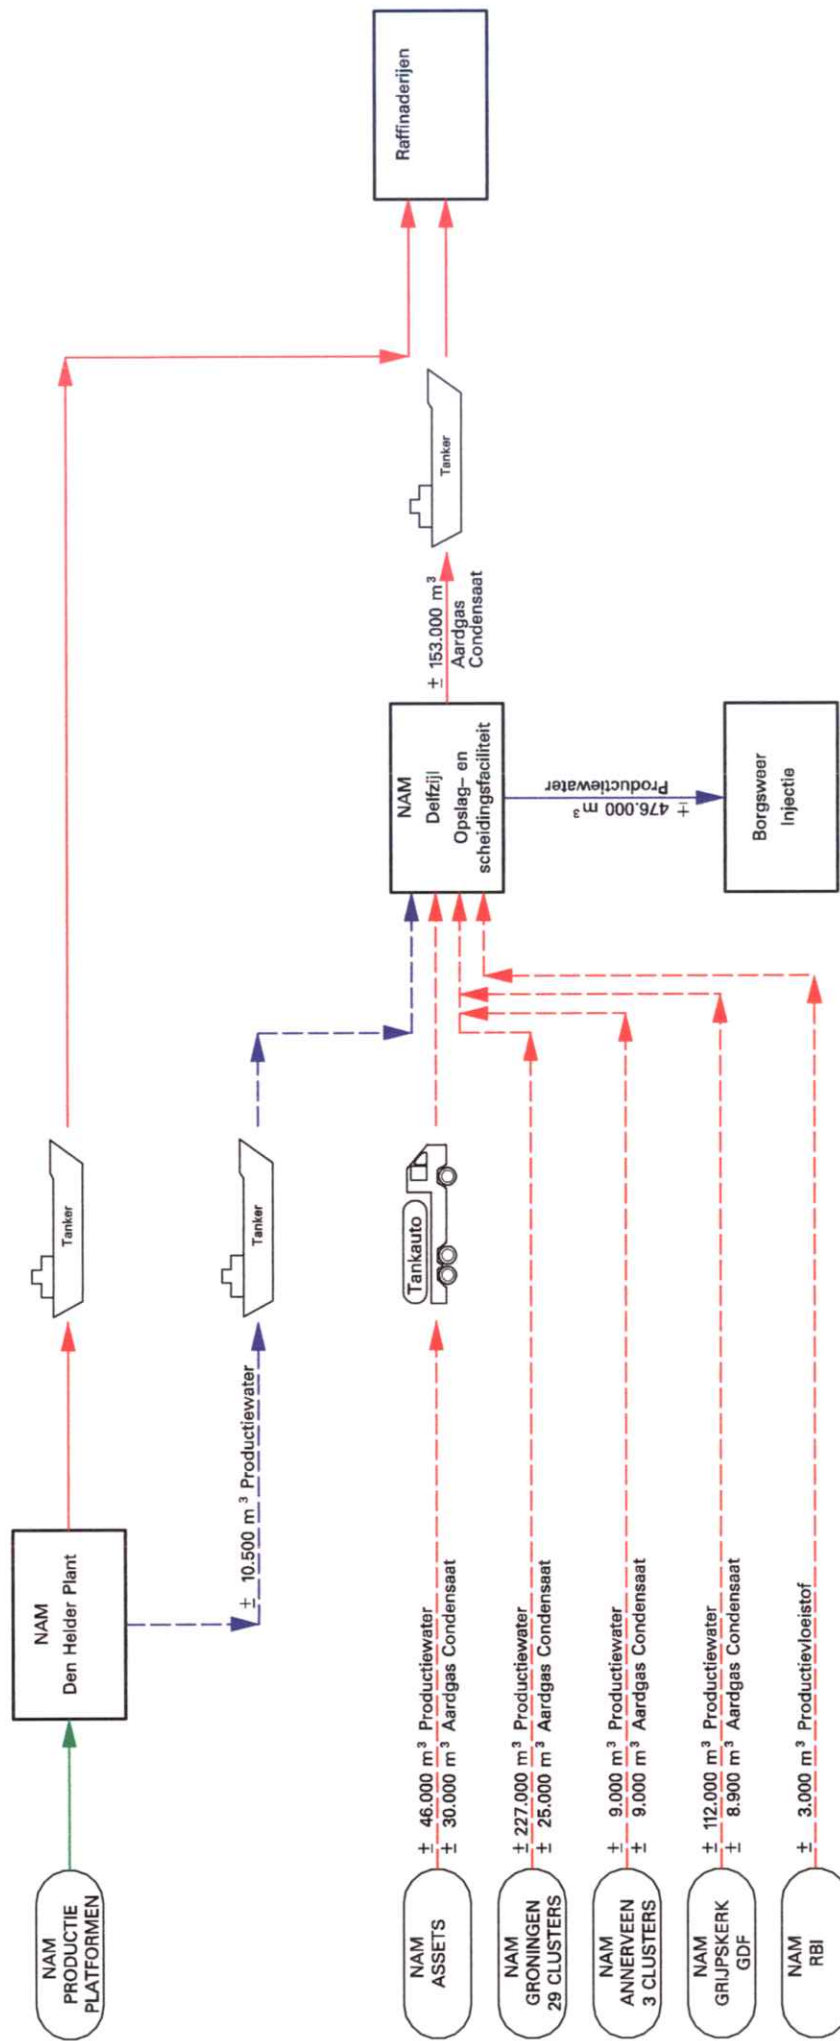 NAM
PRODUCTIE
PLATFORMEN
NAM
Den Helder Plant
Tanker
± 10.500 m³ Productiewater
Tanker
Raffinaderijen
NAM
ASSETS
± 46.000 m³ Productiewater
± 30.000 m³ Aardgas Condensaat
Tankauto
NAM
GRONINGEN
29 CLUSTERS
± 227.000 m³ Productiewater
± 25.000 m³ Aardgas Condensaat
NAM
ANNERVEEN
3 CLUSTERS
± 9.000 m³ Productiewater
± 9.000 m³ Aardgas Condensaat
NAM
GRIJPSKERK
GDF
± 112.000 m³ Productiewater
± 8.900 m³ Aardgas Condensaat
NAM
RBI
± 3.000 m³ Productievloeistof
NAM
Delfzijl
Opslag- en
scheidingsfaciliteit
± 153.000 m³
Aardgas
Condensaat
Tanker
± 476.000 m³
Productiewater
Borgsweer
Injectie